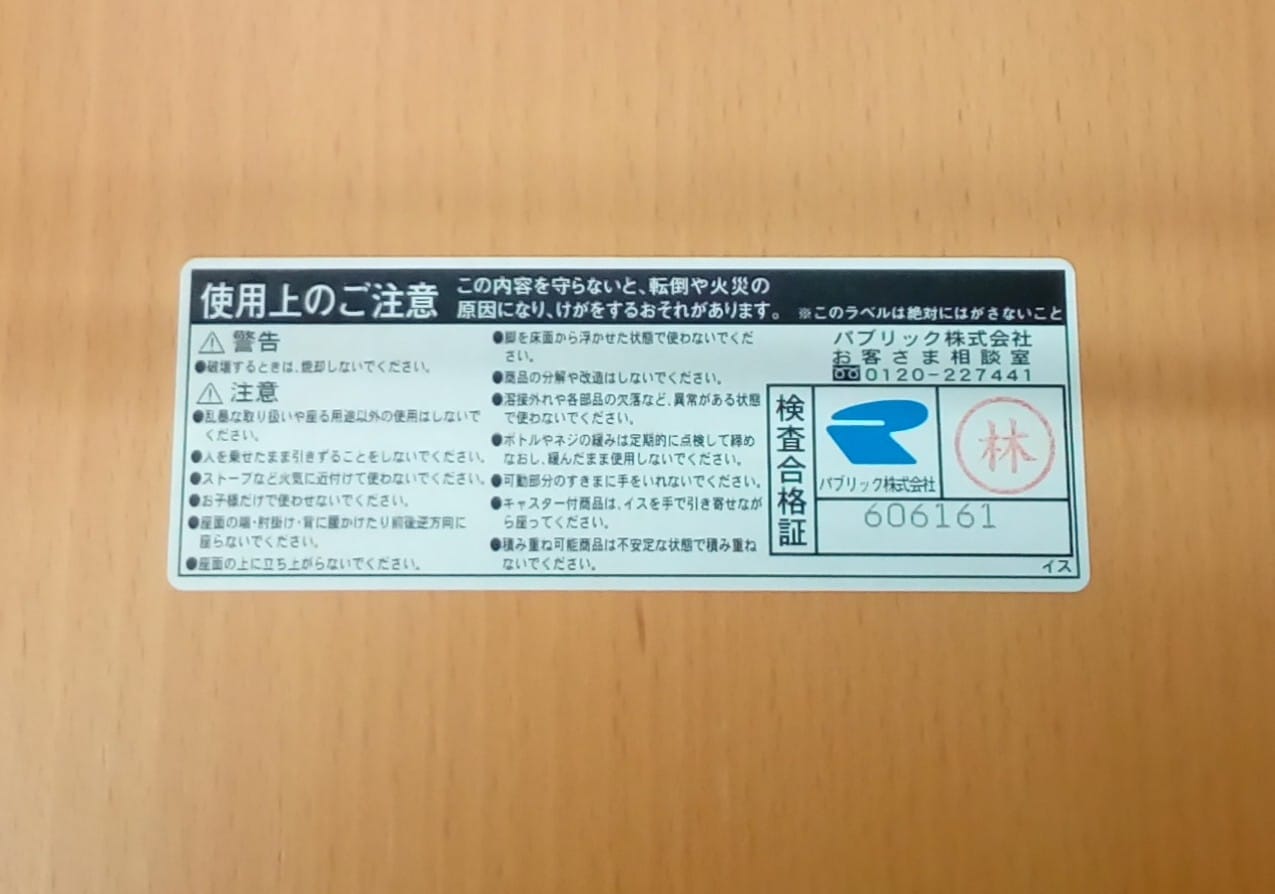 使用上のご注意
この内容を守らないと、転倒や火災の
原因になり、けがをするおそれがあります。
※このラベルは絶対にはがさないこと
警告
●破壊するときは、焼却しないでください。
注意
●乱暴な取り扱いや座る用途以外の使用はしないで
ください。
●人を乗せたまま引きずることをしないでください。
●ストーブなど火気に近付けて使わないでください。
●お子様だけで使わせないでください。
●座面の端・肘掛け・背に腰かけたり前後逆方向に
座らないでください。
●座面の上に立ち上がらないでください。
●脚を床面から浮かせた状態で使わないでくだ
さい。
●商品の分解や改造はしないでください。
●溶接外れや各部品の欠落など、異常がある状態
で使わないでください。
●ボトルやネジの緩みは定期的に点検して締め
なおし、緩んだまま使用しないでください。
●可動部分のすきまに手をいれないでください。
●キャスター付商品は、イスを手で引き寄せなが
ら座ってください。
●積み重ね可能商品は不安定な状態で積み重ね
ないでください。
パブリック株式会社
お客さま相談室
0120-227441
検査合格証
パブリック株式会社
林
606161
イス